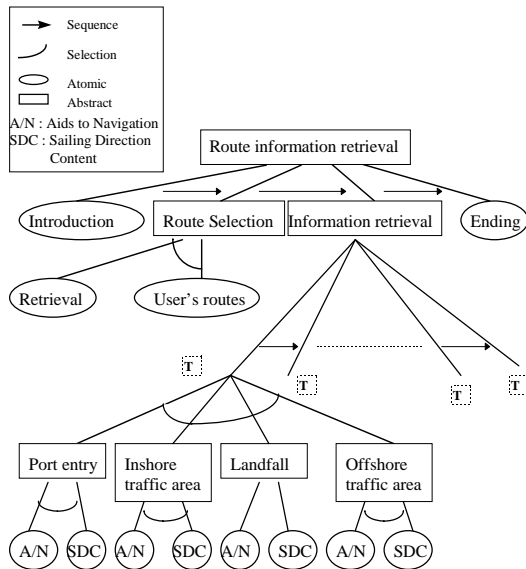 Sequence
Selection
Atomic
Abstract
A/N : Aids to Navigation
SDC : Sailing Direction
Content
Route information retrieval
Introduction
Route Selection
Information retrieval
Ending
Retrieval
User's routes
T
T
T
T
Port entry
Inshore
traffic area
Landfall
Offshore
traffic area
A/N
SDC
A/N
SDC
A/N
SDC
A/N
SDC